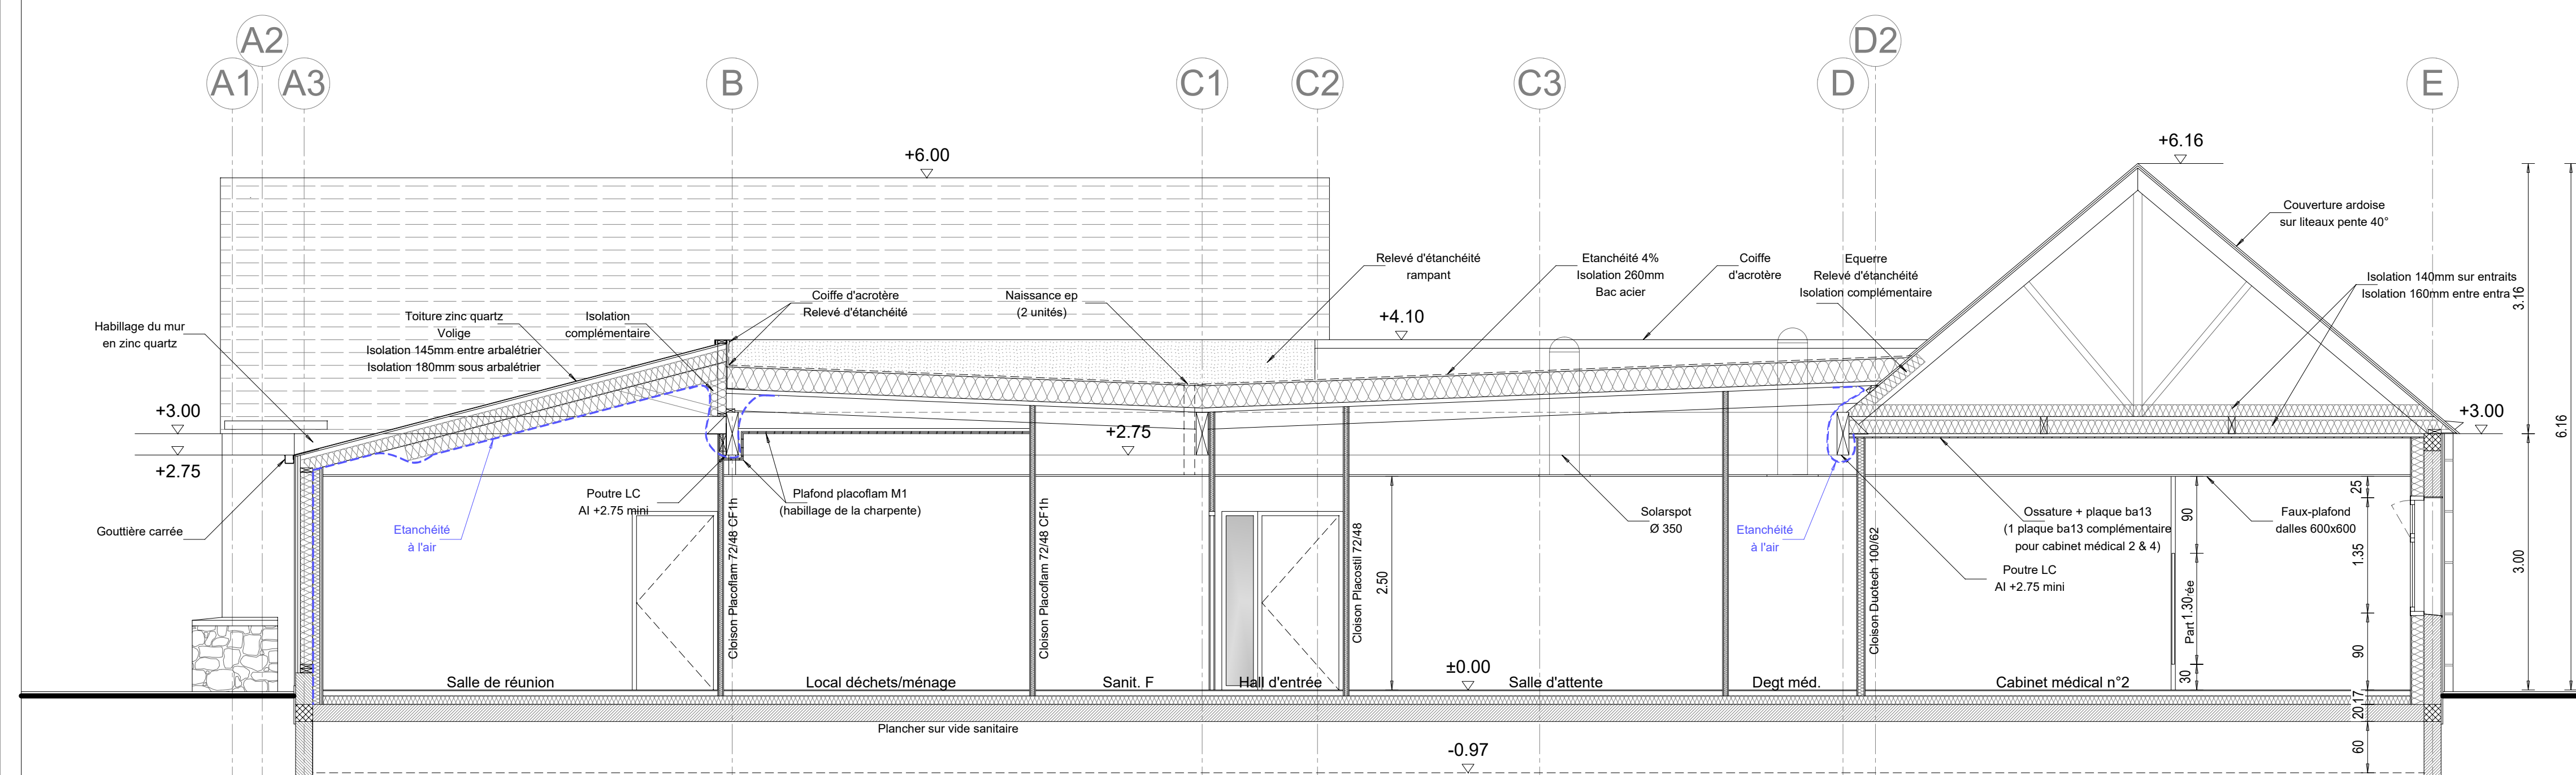 A1
A2
A3
B
C1
C2
C3
D
D2
E
+6.00
+6.16
Couverture ardoise
sur liteaux pente 40°
Relevé d'étanchéité
rampant
Etanchéité 4%
Isolation 260mm
Bac acier
Coiffe
d'acrotère
Equerre
Relevé d'étanchéité
Isolation complémentaire
Isolation 140mm sur entraits
Isolation 160mm entre entra
3.16
6.16
Coiffe d'acrotère
Relevé d'étanchéité
Naissance ep
(2 unités)
+4.10
Habillage du mur
en zinc quartz
Toiture zinc quartz
Volige
Isolation 145mm entre arbalétrier
Isolation 180mm sous arbalétrier
Isolation
complémentaire
+3.00
+2.75
+2.75
+3.00
Gouttière carrée
Etanchéité
à l'air
Poutre LC
AI +2.75 mini
Plafond placoflam M1
(habillage de la charpente)
Cloison Placoflam 72/48 CF1h
Cloison Placoflam 72/48 CF1h
Cloison Placostil 72/48
2.50
Solarspot
Ø 350
Etanchéité
à l'air
Cloison Duotech 100/62
Ossature + plaque ba13
(1 plaque ba13 complémentaire
pour cabinet médical 2 & 4)
Poutre LC
AI +2.75 mini
Faux-plafond
dalles 600x600
90
1.30
30
25
1.35
90
17
20
60
3.00
±0.00
Salle de réunion
Local déchets/ménage
Sanit. F
Hall d'entrée
Salle d'attente
Degt méd.
Cabinet médical n°2
Plancher sur vide sanitaire
-0.97